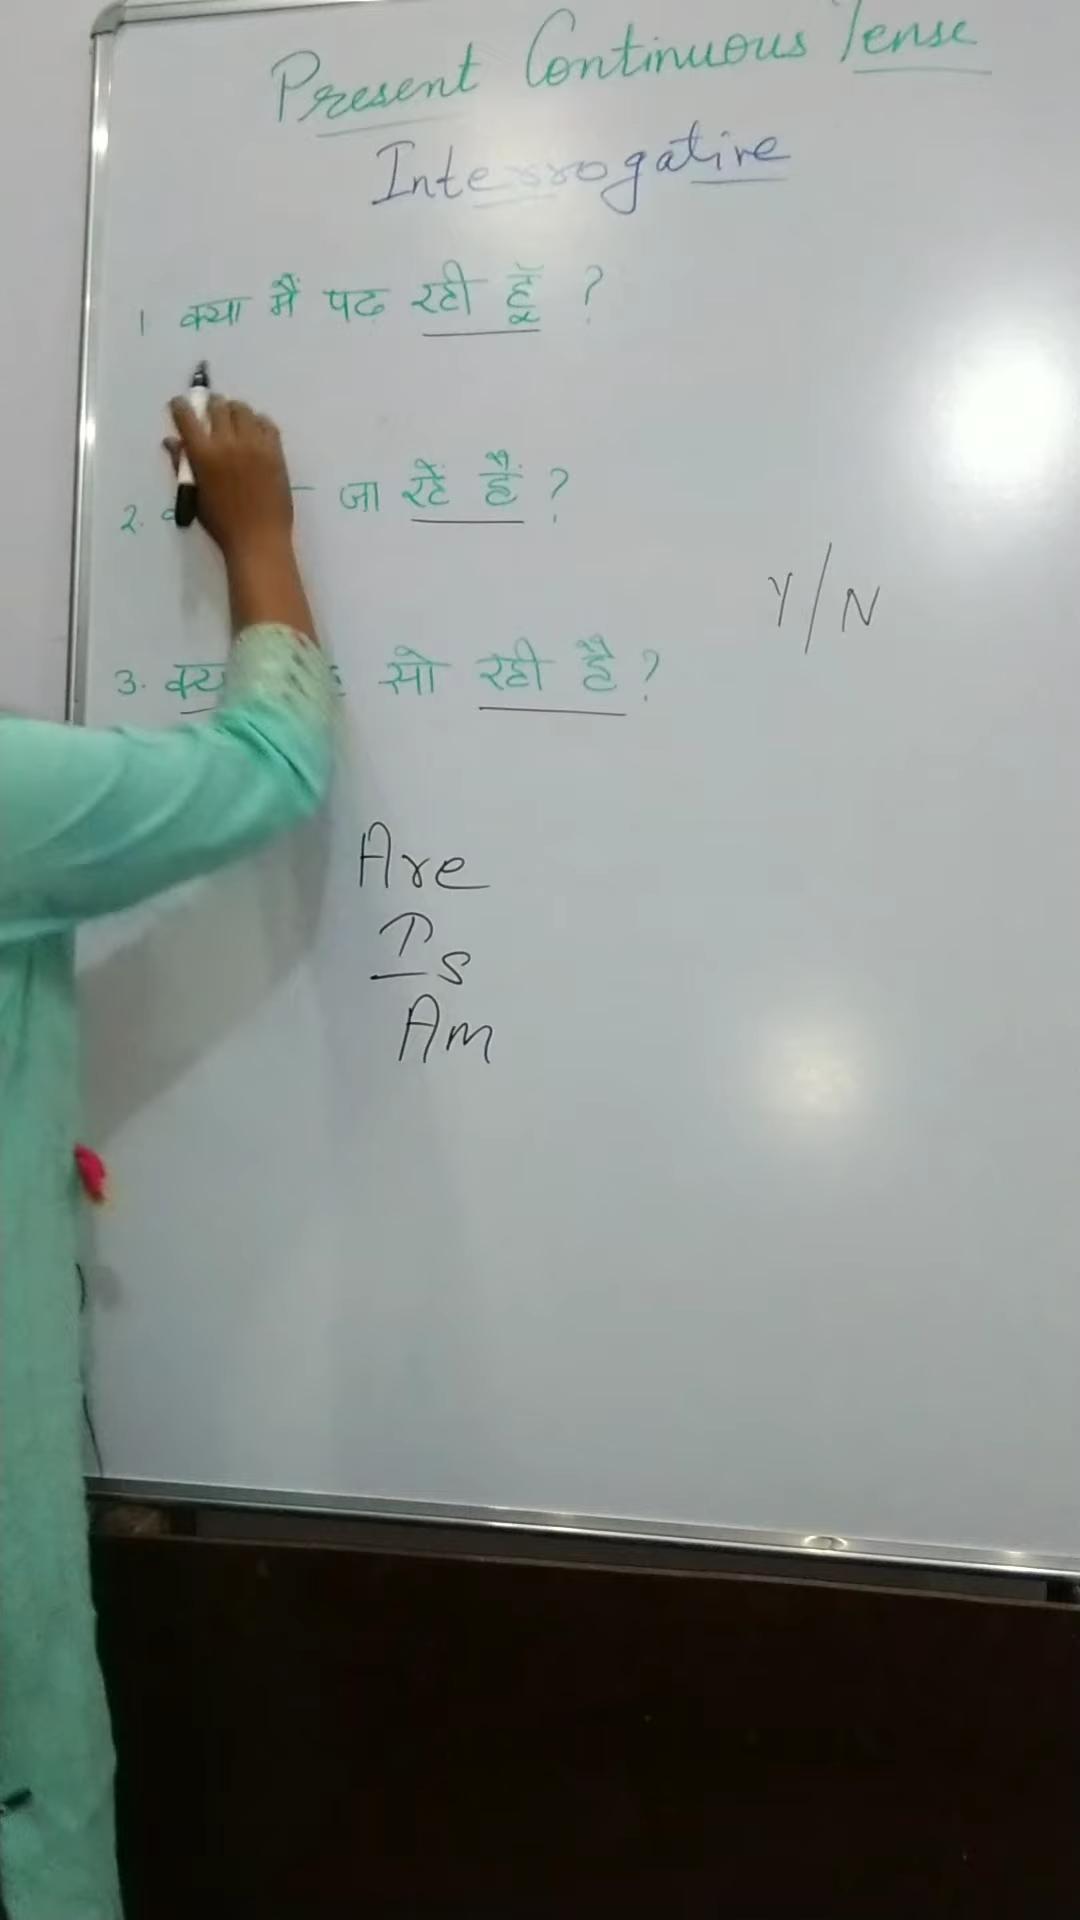 Present Continuous Tense
Interrogative
1 क्या मैं पढ रही हूँ ?
2. जा रहें हैं ?
Y/N
3. सो रही है ?
Are
Is
Am